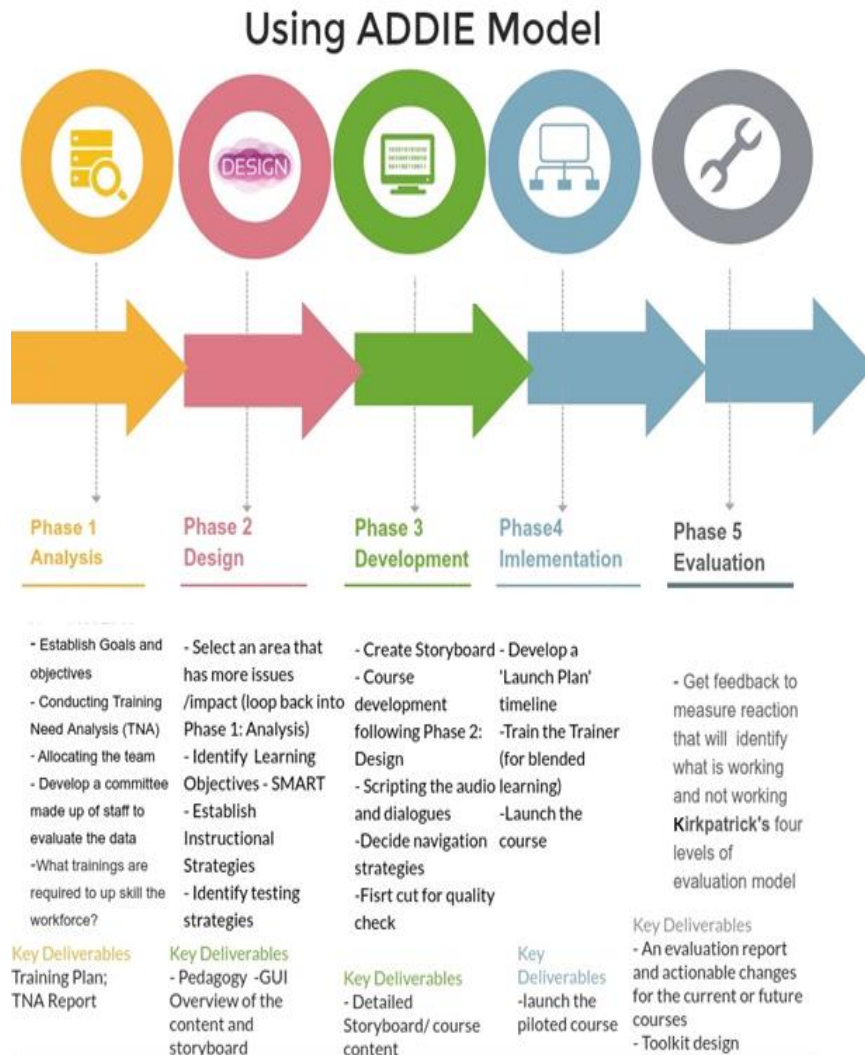 Using ADDIE Model
DESIGN
Phase 1
Analysis
- Establish Goals and
objectives
- Conducting Training
Need Analysis (TNA)
- Allocating the team
- Develop a committee
made up of staff to
evaluate the data
-What trainings are
required to up skill the
workforce?
Key Deliverables
Training Plan;
TNA Report
Phase 2
Design
- Select an area that
has more issues
/impact (loop back into
Phase 1: Analysis)
- Identify Learning
Objectives - SMART
- Establish
Instructional
Strategies
- Identify testing
strategies
Key Deliverables
- Pedagogy -GUI
Overview of the
content and
storyboard
Phase 3
Development
- Create Storyboard
- Course
development
following Phase 2:
Design
- Scripting the audio
and dialogues
-Decide navigation
strategies
-Fisrt cut for quality
check
Key Deliverables
- Detailed
Storyboard/ course
content
Phase4
Imlementation
- Develop a
'Launch Plan'
timeline
-Train the Trainer
(for blended
learning)
-Launch the
course
Key
Deliverables
-launch the
piloted course
Phase 5
Evaluation
- Get feedback to
measure reaction
that will identify
what is working
and not working
Kirkpatrick's four
levels of
evaluation model
Key Deliverables
- An evaluation report
and actionable changes
for the current or future
courses
- Toolkit design